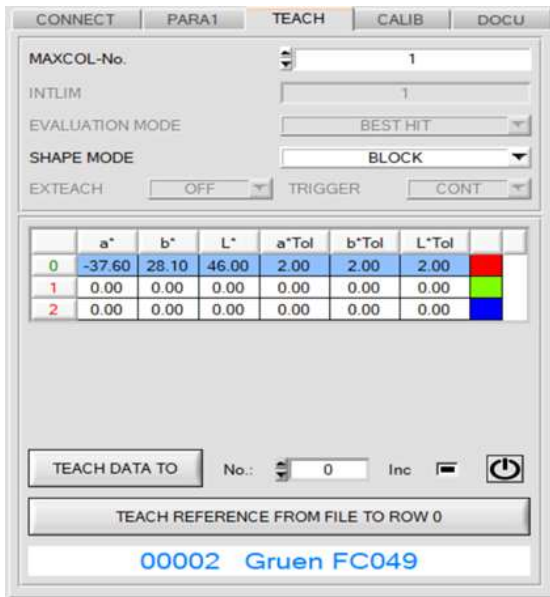 CONNECT PARA1 TEACH CALIB DOCU
MAXCOL-No. 1
INTLIM 1
EVALUATION MODE BEST HIT
SHAPE MODE BLOCK
EXTEACH OFF TRIGGER CONT
a* b* L* a*Tol b*Tol L*Tol
0 -37.60 28.10 46.00 2.00 2.00 2.00
1 0.00 0.00 0.00 0.00 0.00 0.00
2 0.00 0.00 0.00 0.00 0.00 0.00
TEACH DATA TO No.: 0 Inc
TEACH REFERENCE FROM FILE TO ROW 0
00002 Gruen FC049